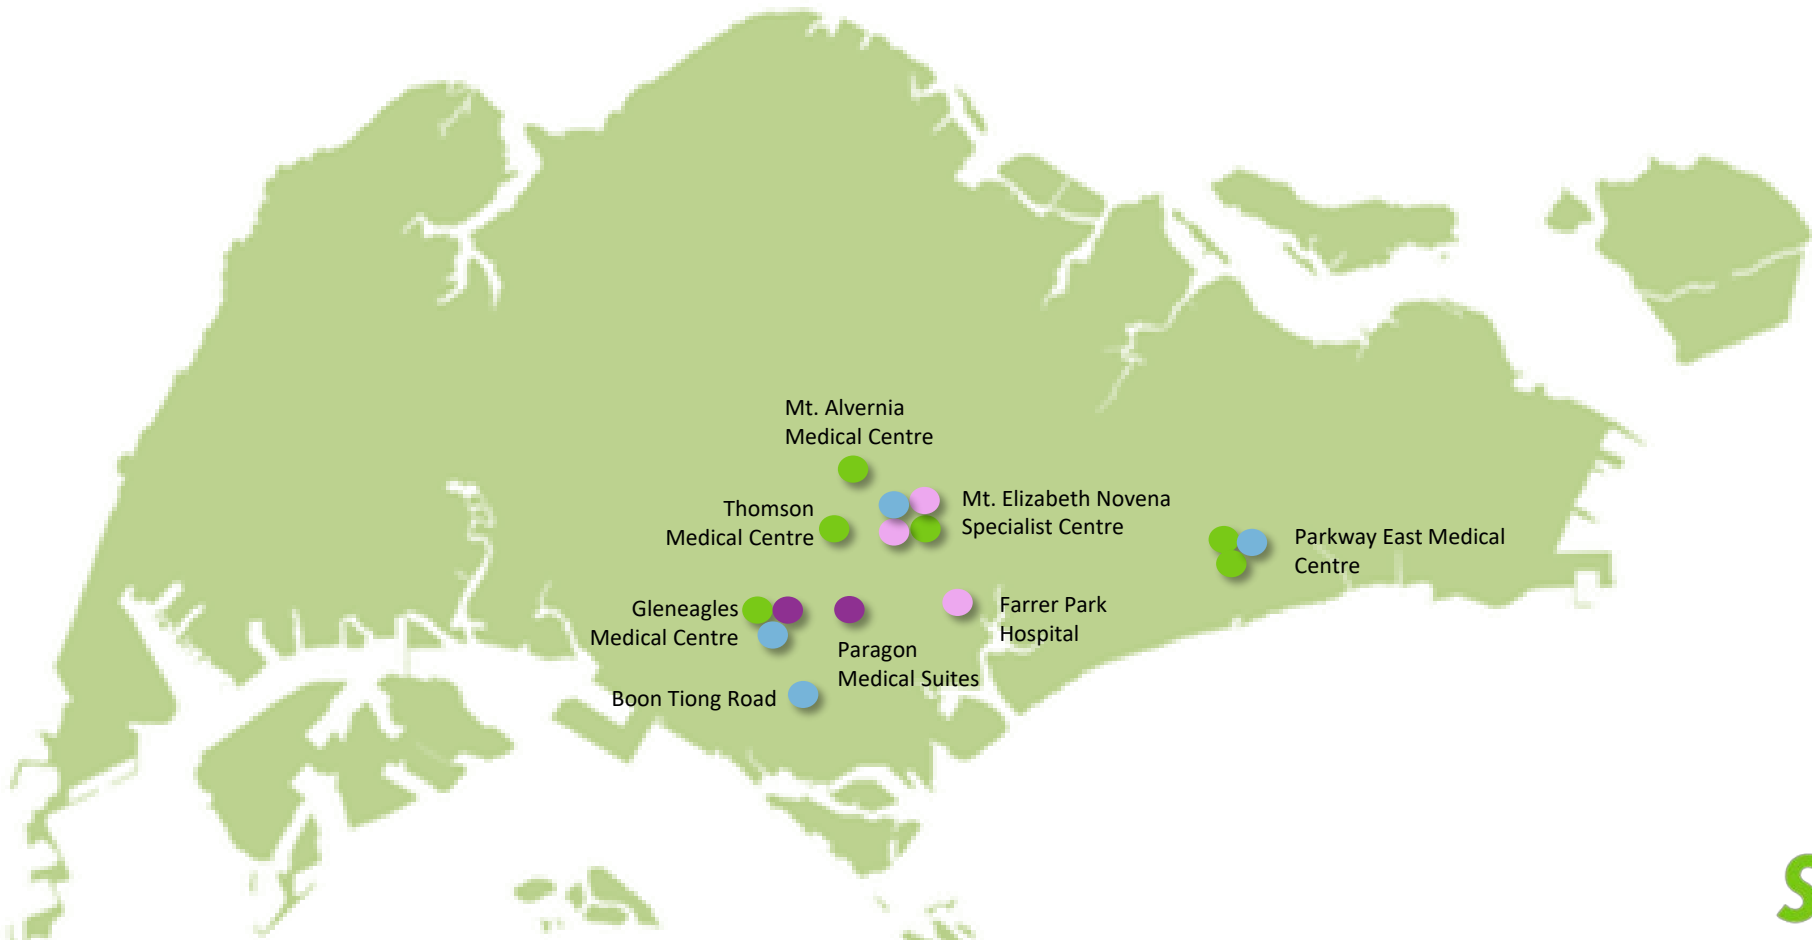 Mt. Alvernia
Medical Centre
Thomson
Medical Centre
Mt. Elizabeth Novena
Specialist Centre
Parkway East Medical
Centre
Gleneagles
Medical Centre
Farrer Park
Hospital
Paragon
Medical Suites
Boon Tiong Road
S